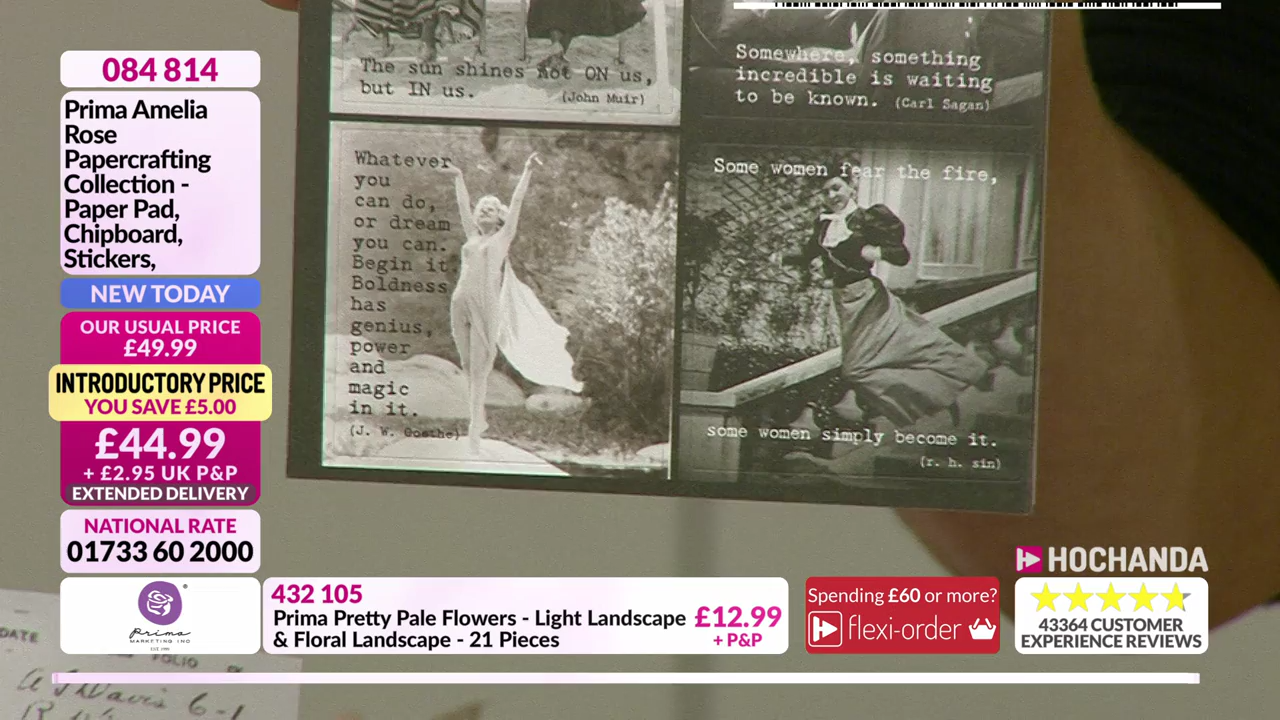 084 814
Prima Amelia
Rose
Papercrafting
Collection -
Paper Pad,
Chipboard,
Stickers,
NEW TODAY
OUR USUAL PRICE
£49.99
INTRODUCTORY PRICE
YOU SAVE £5.00
£44.99
+ £2.95 UK P&P
EXTENDED DELIVERY
NATIONAL RATE
01733 60 2000
The sun shines not ON us,
but IN us.
(John Muir)
Somewhere, something
incredible is waiting
to be known. (Carl Sagan)
Whatever
you
can do,
or dream
you can.
Begin it.
Boldness
has
genius,
power
and
magic
in it.
(J. W. Goethe)
Some women fear the fire,
some women simply become it.
(r. h. sin)
HOCHANDA
Prima
MARKETING INC
EST. 1999
432 105
Prima Pretty Pale Flowers - Light Landscape
& Floral Landscape - 21 Pieces
£12.99
+ P&P
Spending £60 or more?
flexi-order
43364 CUSTOMER
EXPERIENCE REVIEWS
DATE
FOLIO
Davis 6-1